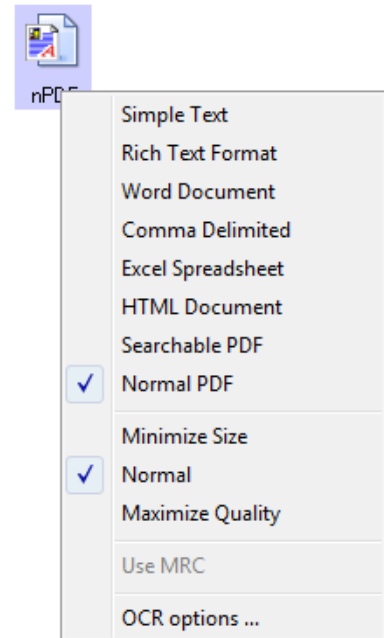 nPDF
Simple Text
Rich Text Format
Word Document
Comma Delimited
Excel Spreadsheet
HTML Document
Searchable PDF
Normal PDF
Minimize Size
Normal
Maximize Quality
Use MRC
OCR options ...